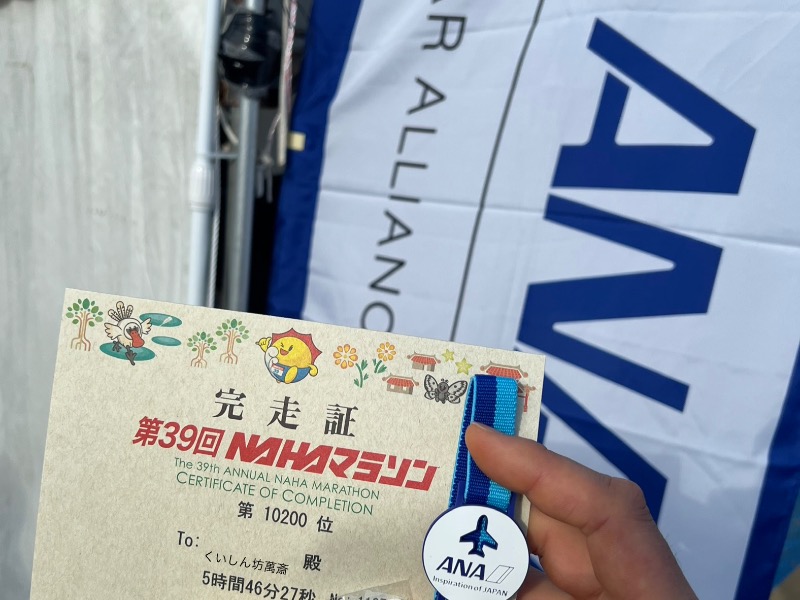 AR ALLIANC
ANA
完走証
第39回 NAHAマラソン
The 39th ANNUAL NAHA MARATHON
CERTIFICATE OF COMPLETION
第 10200 位
To:
くいしん坊萬斎 殿
5時間46分27秒
ANA
Inspiration of JAPAN